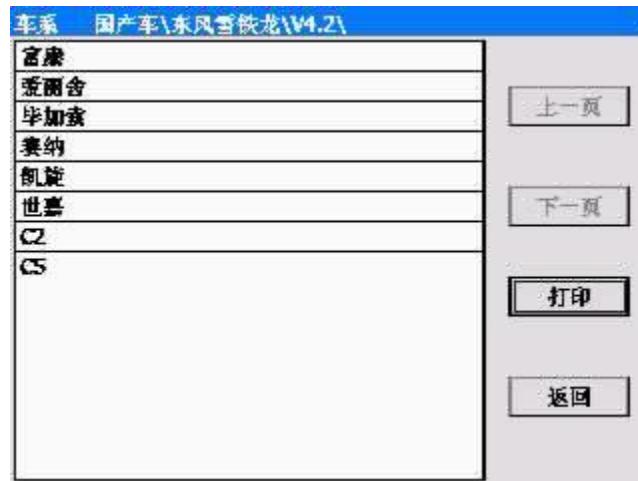 车系 国产车\东风雪铁龙\V4.2\
富康
爱丽舍
毕加索
赛纳
凯旋
世嘉
C2
C5
上一页
下一页
打印
返回